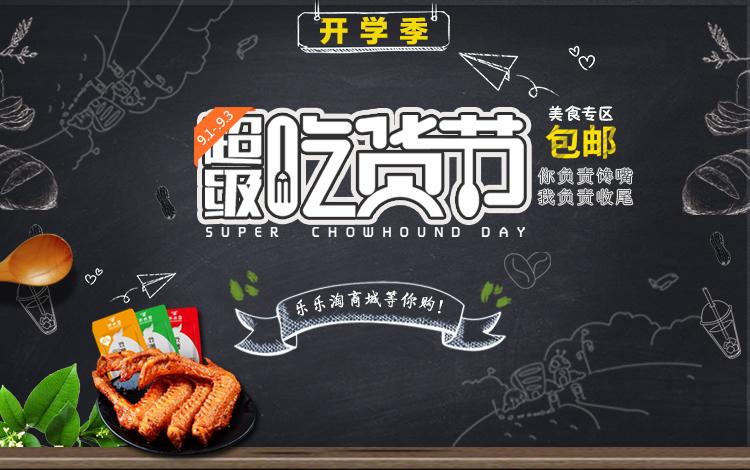 开学季
9.1-9.3
超级吃货节
SUPER CHOWHOUND DAY
美食专区
包邮
你负责馋嘴
我负责收尾
乐乐淘商城等你购!